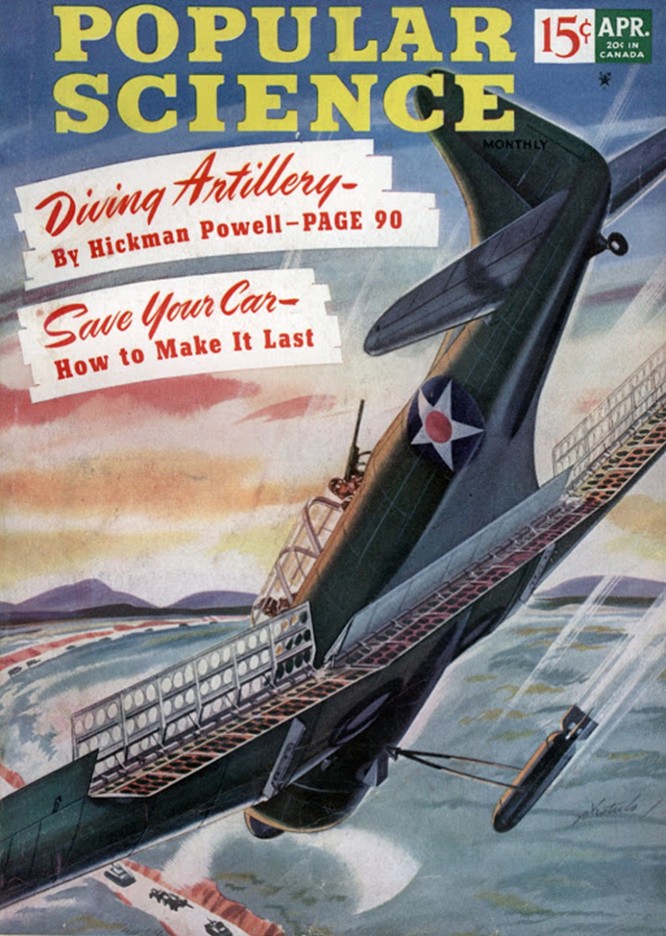 POPULAR
SCIENCE
MONTHLY
15¢ APR.
20¢ IN
CANADA
Diving Artillery-
By Hickman Powell-PAGE 90
Save Your Car-
How to Make It Last